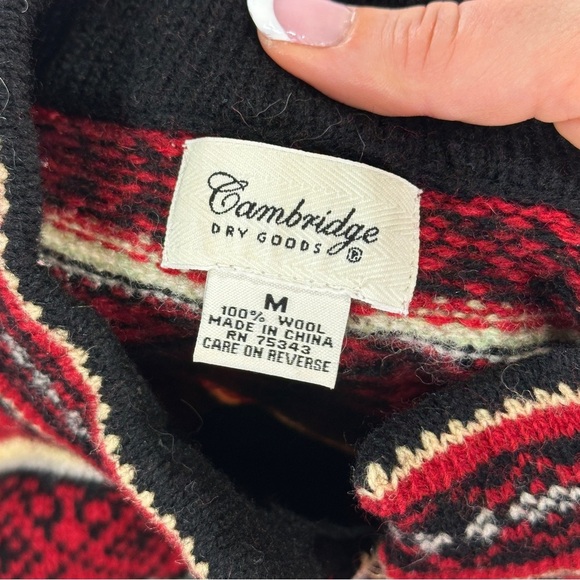 Cambridge
DRY GOODS ®
M
100% WOOL
MADE IN CHINA
RN 75343
CARE ON REVERSE